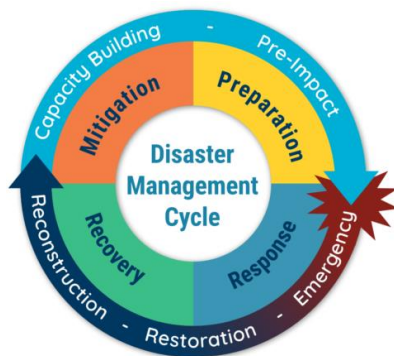 Capacity Building - Pre-Impact
Mitigation
Preparation
Disaster
Management
Cycle
Recovery
Response
Reconstruction - Restoration - Emergency